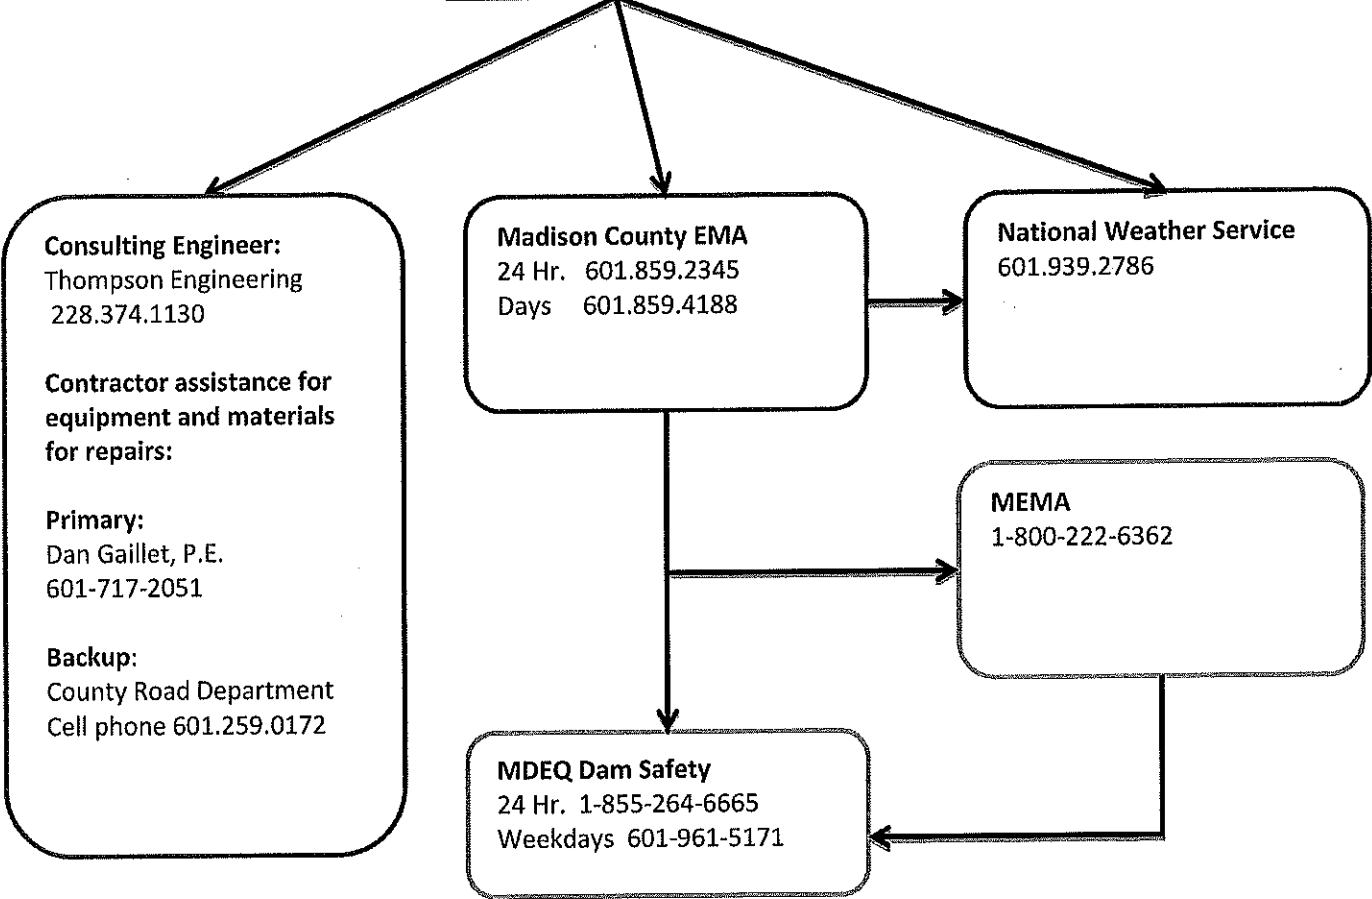 Consulting Engineer:
Thompson Engineering
228.374.1130
Contractor assistance for
equipment and materials
for repairs:
Primary:
Dan Gaillet, P.E.
601-717-2051
Backup:
County Road Department
Cell phone 601.259.0172
Madison County EMA
24 Hr. 601.859.2345
Days 601.859.4188
National Weather Service
601.939.2786
MEMA
1-800-222-6362
MDEQ Dam Safety
24 Hr. 1-855-264-6665
Weekdays 601-961-5171